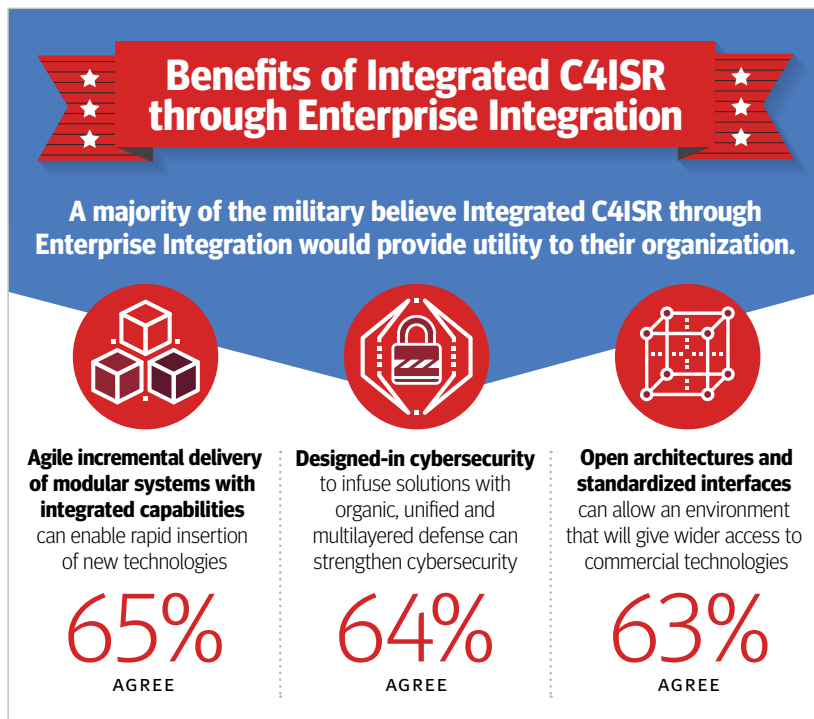 Benefits of Integrated C4ISR
through Enterprise Integration
A majority of the military believe Integrated C4ISR through
Enterprise Integration would provide utility to their organization.
Agile incremental delivery
of modular systems with
integrated capabilities
can enable rapid insertion
of new technologies
65%
AGREE
Designed-in cybersecurity
to infuse solutions with
organic, unified and
multilayered defense can
strengthen cybersecurity
64%
AGREE
Open architectures and
standardized interfaces
can allow an environment
that will give wider access to
commercial technologies
63%
AGREE